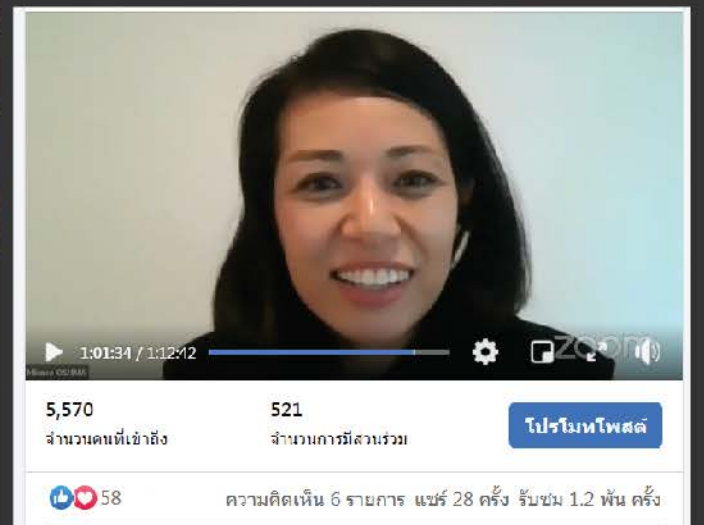 zoom
1:01:34 / 1:12:42
5,570
จำนวนคนที่เข้าถึง
521
จำนวนการมีส่วนร่วม
โปรโมทโพสต์
58
ความคิดเห็น 6 รายการ แชร์ 28 ครั้ง รับชม 1.2 พัน ครั้ง